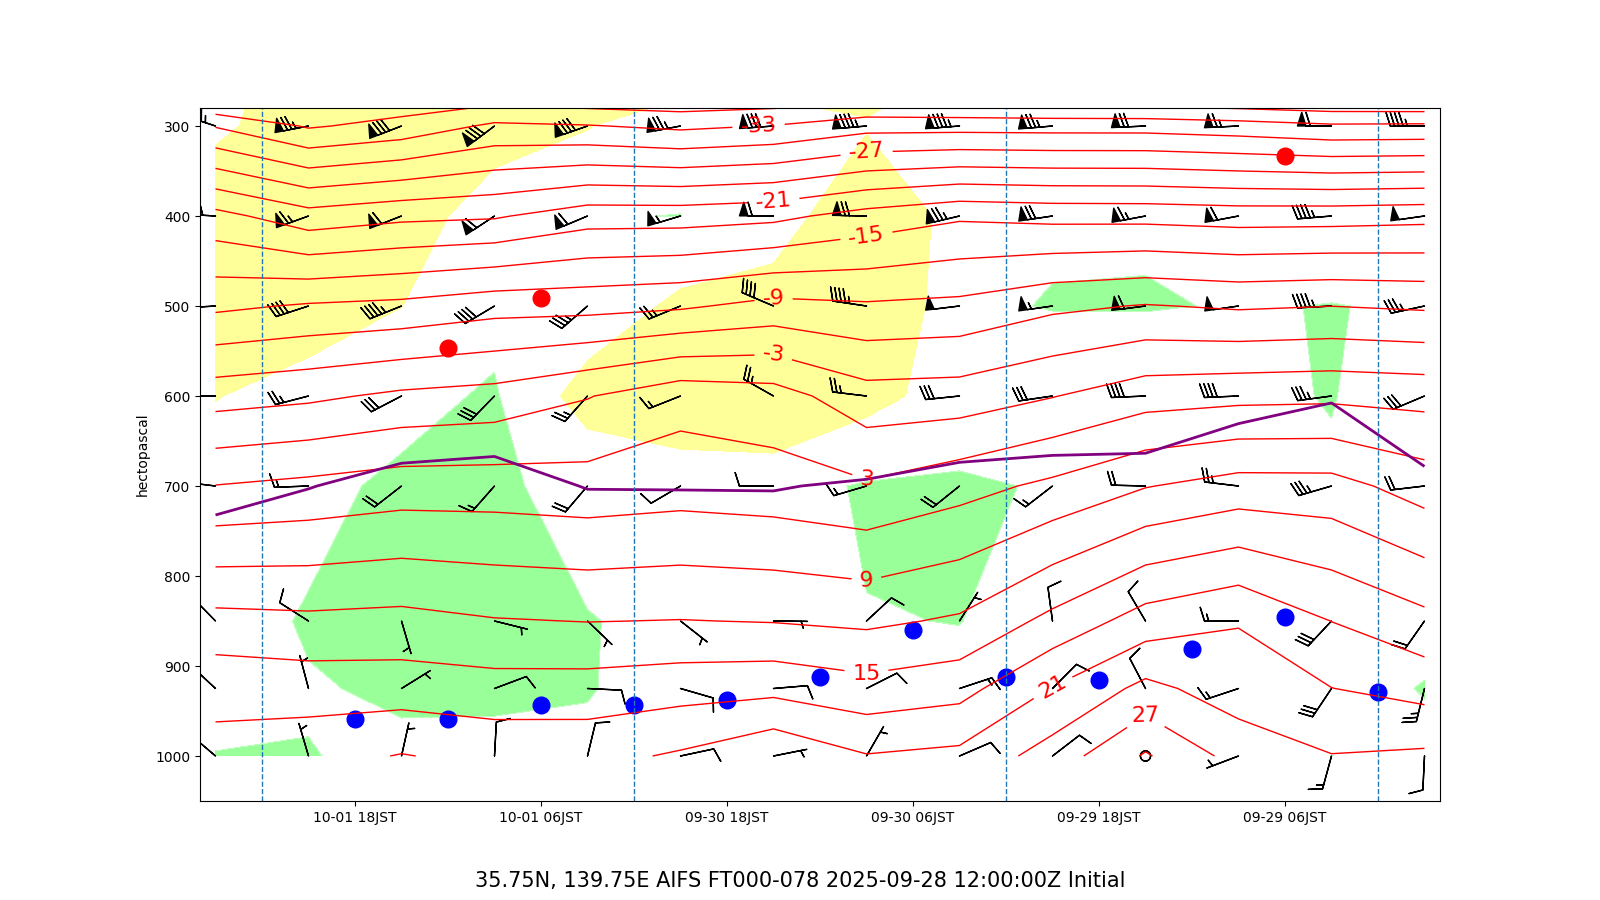 300
400
500
600
700
800
900
1000
hectopascal
-33
-27
-21
-15
-9
-3
3
9
15
21
27
10-01 18JST
10-01 06JST
09-30 18JST
09-30 06JST
09-29 18JST
09-29 06JST
35.75N, 139.75E AIFS FT000-078 2025-09-28 12:00:00Z Initial